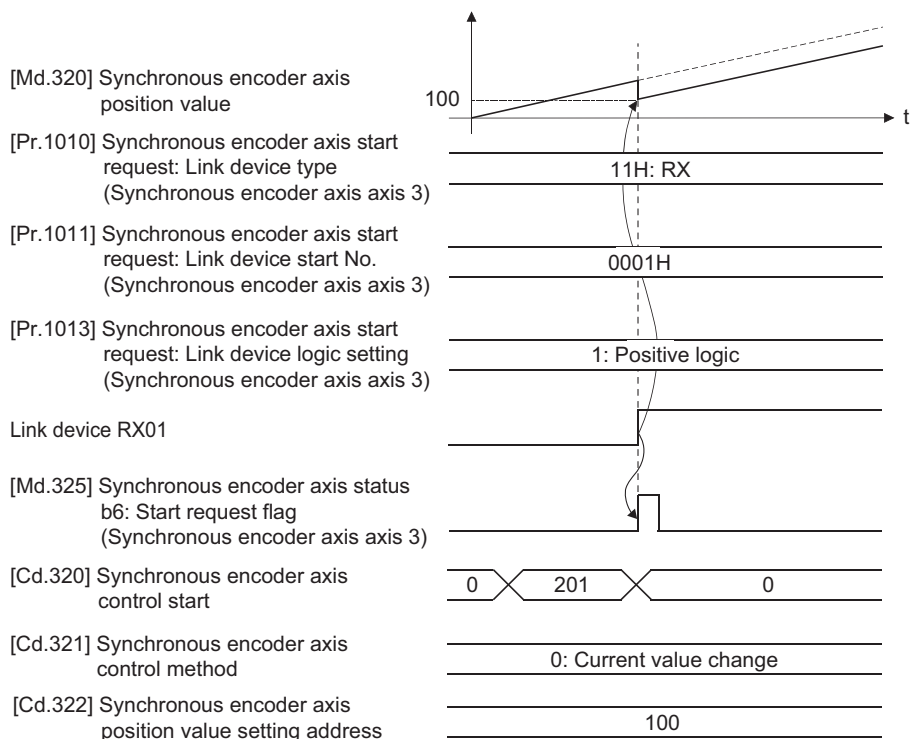 [Md.320] Synchronous encoder axis
position value
100
t
[Pr.1010] Synchronous encoder axis start
request: Link device type
(Synchronous encoder axis axis 3)
11H: RX
[Pr.1011] Synchronous encoder axis start
request: Link device start No.
(Synchronous encoder axis axis 3)
0001H
[Pr.1013] Synchronous encoder axis start
request: Link device logic setting
(Synchronous encoder axis axis 3)
1: Positive logic
Link device RX01
[Md.325] Synchronous encoder axis status
b6: Start request flag
(Synchronous encoder axis axis 3)
[Cd.320] Synchronous encoder axis
control start
0 201 0
[Cd.321] Synchronous encoder axis
control method
0: Current value change
[Cd.322] Synchronous encoder axis
position value setting address
100